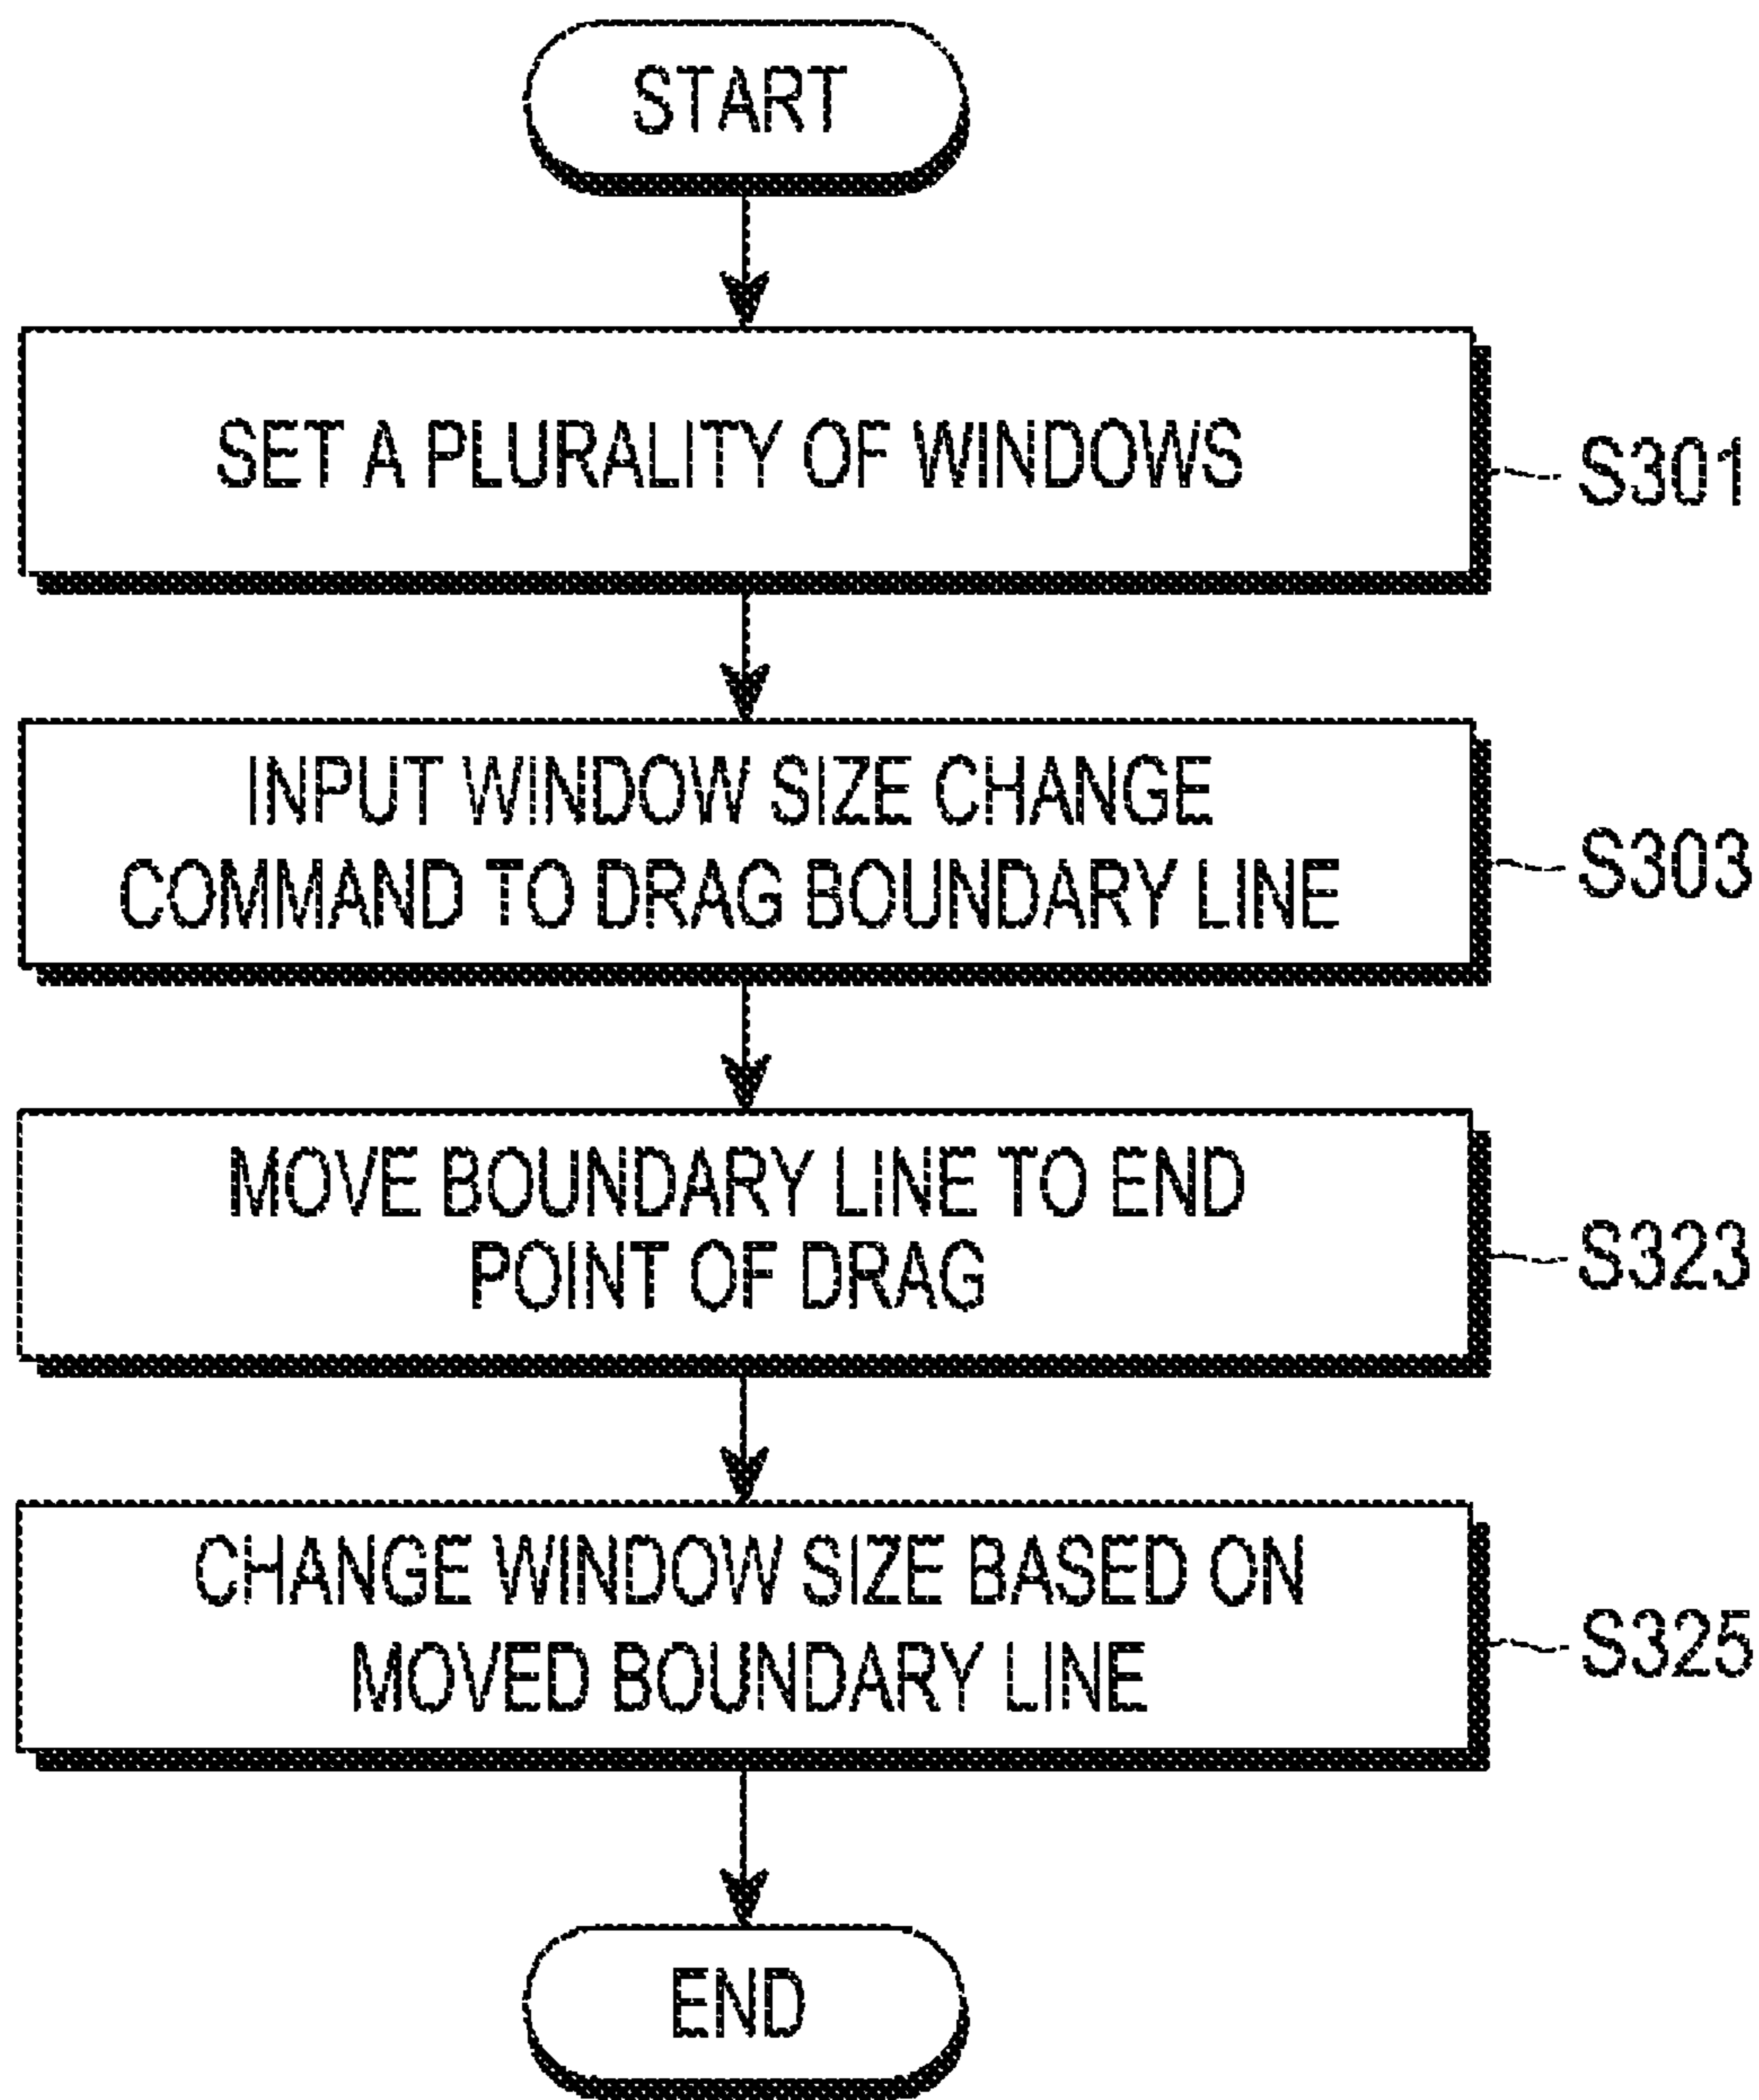 START
SET A PLURALITY OF WINDOWS
S301
INPUT WINDOW SIZE CHANGE
COMMAND TO DRAG BOUNDARY LINE
S303
MOVE BOUNDARY LINE TO END
POINT OF DRAG
S323
CHANGE WINDOW SIZE BASED ON
MOVED BOUNDARY LINE
S325
END